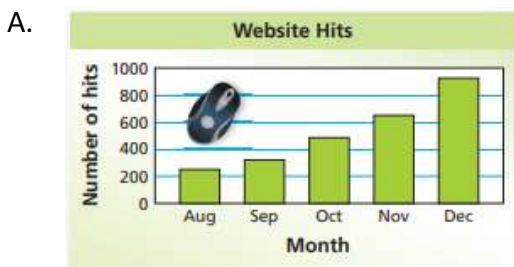 A.
Website Hits
Number of hits
1000
800
600
400
200
0
Aug Sep Oct Nov Dec
Month